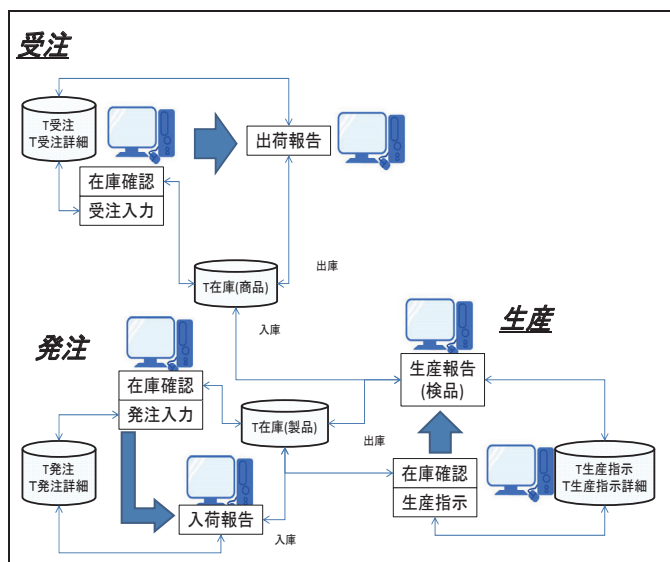 受注
T受注
T受注詳細
出荷報告
在庫確認
受注入力
出庫
T在庫(商品)
入庫
生産
発注
生産報告
(検品)
在庫確認
発注入力
T在庫(製品)
出庫
T発注
T発注詳細
在庫確認
生産指示
T生産指示
T生産指示詳細
入荷報告
入庫